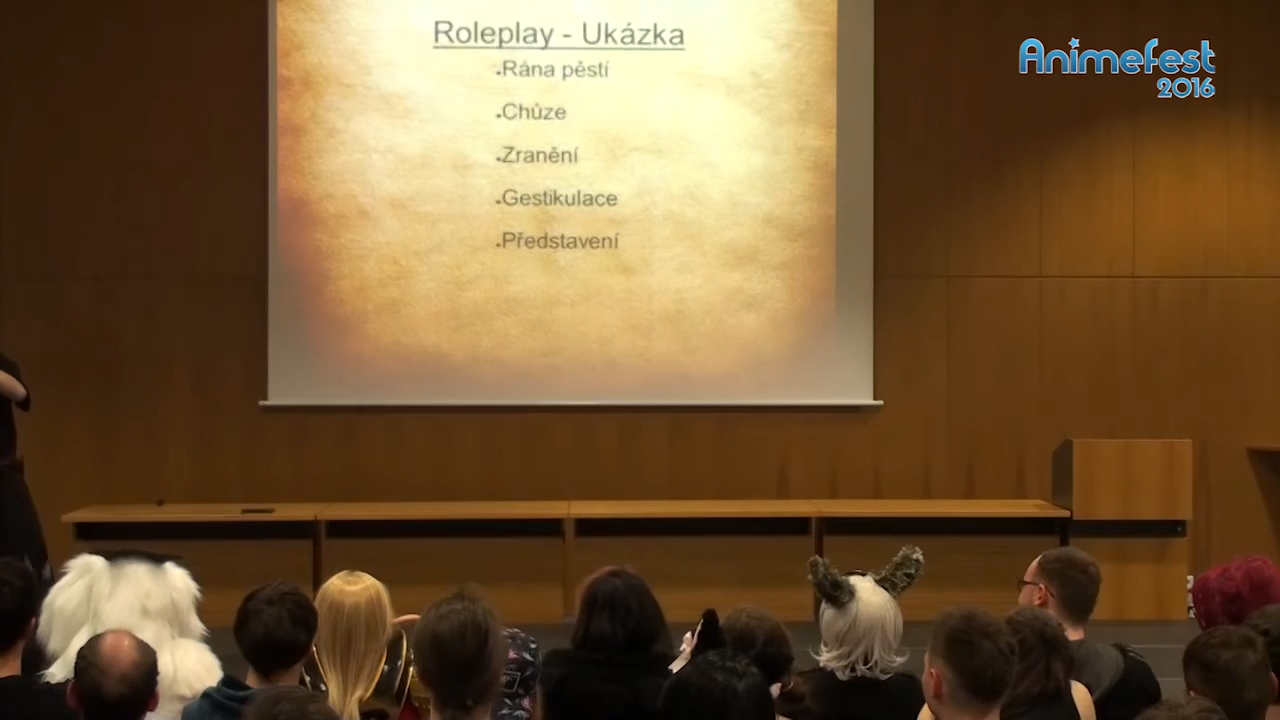 Roleplay - Ukázka
.Rána pěstí
.Chůze
.Zranění
.Gestikulace
.Představení
AnimeFest
2016